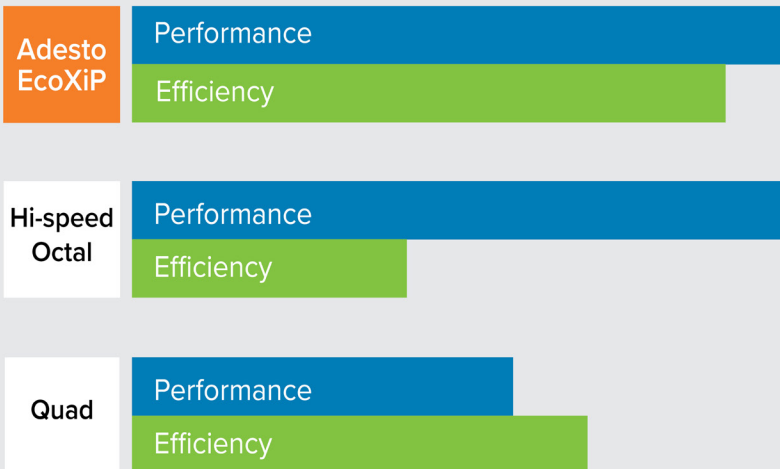 Adesto
EcoXiP
Performance
Efficiency
Hi-speed
Octal
Performance
Efficiency
Quad
Performance
Efficiency